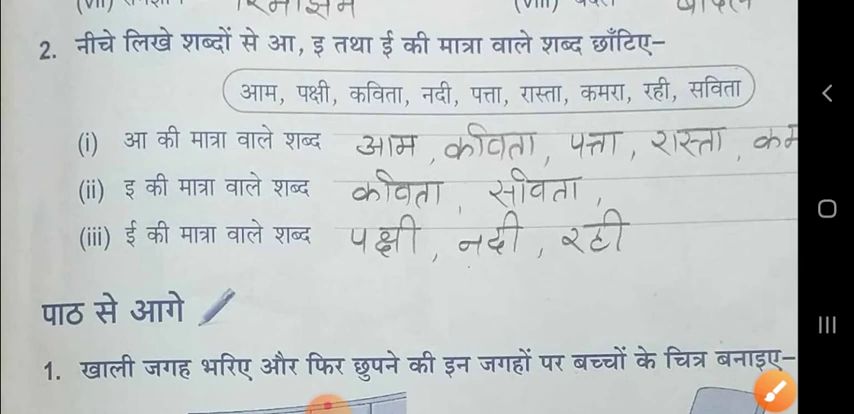 2. नीचे लिखे शब्दों से आ, इ तथा ई की मात्रा वाले शब्द छाँटिए–
आम, पक्षी, कविता, नदी, पत्ता, रास्ता, कमरा, रही, सविता
(i) आ की मात्रा वाले शब्द आम, कविता, पत्ता, रास्ता, कम
(ii) इ की मात्रा वाले शब्द कविता, सविता,
(iii) ई की मात्रा वाले शब्द पक्षी, नदी, रही
पाठ से आगे
1. खाली जगह भरिए और फिर छुपने की इन जगहों पर बच्चों के चित्र बनाइए–